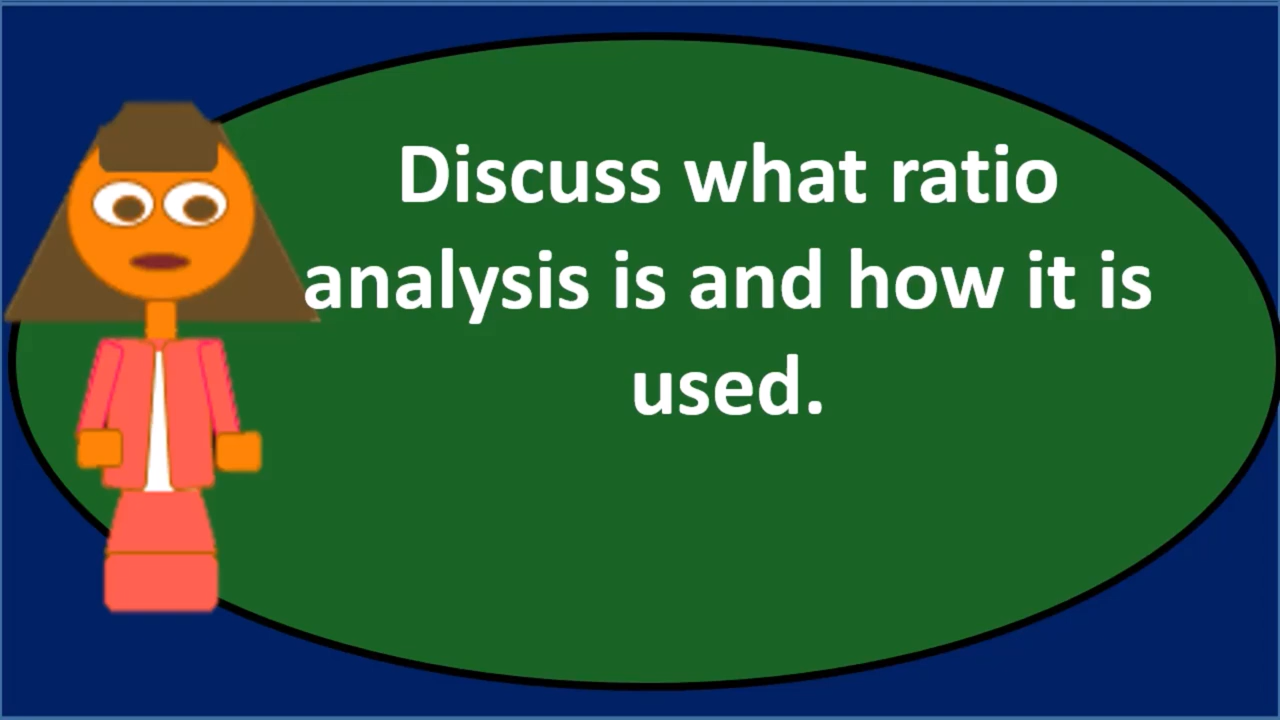 Discuss what ratio
analysis is and how it is
used.